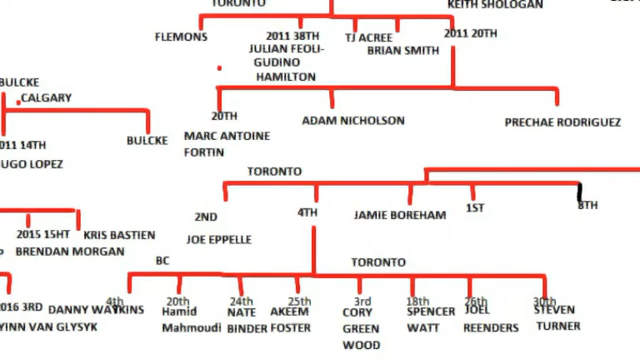 TORONTO
KEITH SHOLOGAN
FLEMONS
2011 38TH
JULIAN FEOLI-
GUDINO
HAMILTON
TJ ACREE
BRIAN SMITH
2011 20TH
BULCKE
CALGARY
BULCKE
20TH
MARC ANTOINE
FORTIN
ADAM NICHOLSON
PRECHAE RODRIGUEZ
011 14TH
UGO LOPEZ
TORONTO
2ND
JOE EPPELLE
4TH
JAMIE BOREHAM
1ST
8TH
2015 15HT
BRENDAN MORGAN
KRIS BASTIEN
BC
TORONTO
016 3RD
YINN VAN GLYSYK
DANNY WATKINS
4th
20th
Hamid
Mahmoudi
24th
NATE
BINDER
25th
AKEEM
FOSTER
3rd
CORY
GREEN
WOOD
18th
SPENCER
WATT
26th
JOEL
REENDERS
30th
STEVEN
TURNER